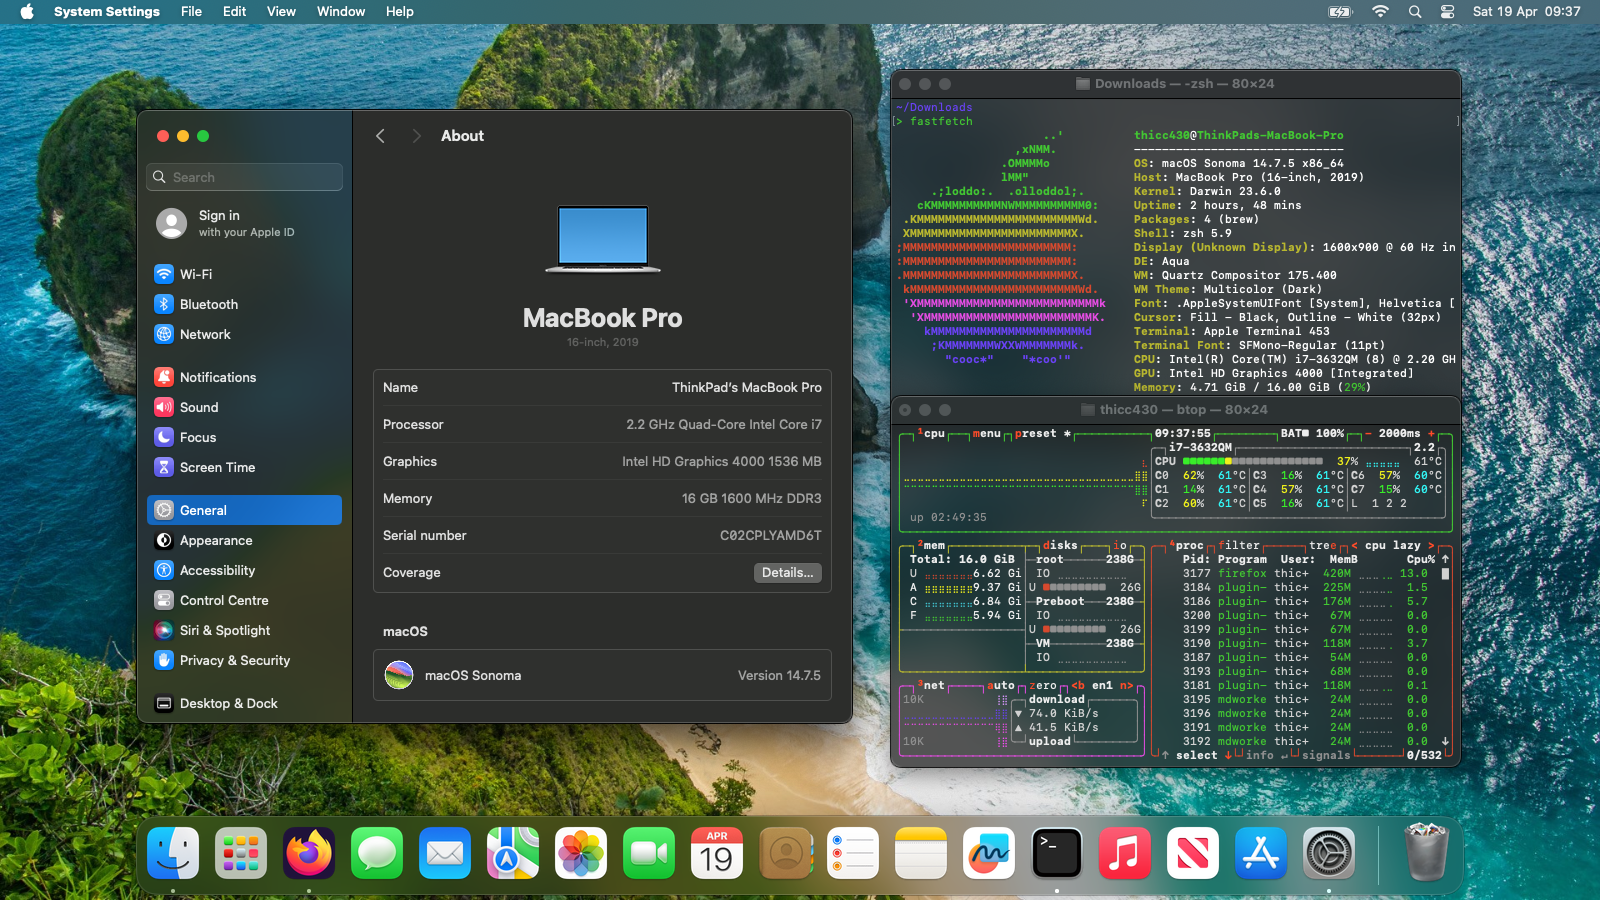 System Settings File Edit View Window Help
Sat 19 Apr 09:37
Search
Sign in
with your Apple ID
Wi-Fi
Bluetooth
Network
Notifications
Sound
Focus
Screen Time
General
Appearance
Accessibility
Control Centre
Siri & Spotlight
Privacy & Security
Desktop & Dock
About
MacBook Pro
16-inch, 2019
Name ThinkPad's MacBook Pro
Processor 2.2 GHz Quad-Core Intel Core i7
Graphics Intel HD Graphics 4000 1536 MB
Memory 16 GB 1600 MHz DDR3
Serial number C02CPLYAMD6T
Coverage Details...
macOS
macOS Sonoma Version 14.7.5
Downloads — -zsh — 80×24
~/Downloads
[> fastfetch ]
..'
,xNMM.
.OMMMMo
lMM"
.;loddo:. .olloddol;.
cKMMMMMMMMMMNWMMMMMMMMMM0:
.KMMMMMMMMMMMMMMMMMMMMMMMWd.
XMMMMMMMMMMMMMMMMMMMMMMMX.
;MMMMMMMMMMMMMMMMMMMMMMMM:
:MMMMMMMMMMMMMMMMMMMMMMMM:
.MMMMMMMMMMMMMMMMMMMMMMMMX.
kMMMMMMMMMMMMMMMMMMMMMMMMWd.
'XMMMMMMMMMMMMMMMMMMMMMMMMMMk
'XMMMMMMMMMMMMMMMMMMMMMMMMK.
kMMMMMMMMMMMMMMMMMMMMMMd
;KMMMMMMMWXXWMMMMMMMk.
"cooc*" "*coo'"
thicc430@ThinkPads-MacBook-Pro
------------------------------
OS: macOS Sonoma 14.7.5 x86_64
Host: MacBook Pro (16-inch, 2019)
Kernel: Darwin 23.6.0
Uptime: 2 hours, 48 mins
Packages: 4 (brew)
Shell: zsh 5.9
Display (Unknown Display): 1600x900 @ 60 Hz in
DE: Aqua
WM: Quartz Compositor 175.400
WM Theme: Multicolor (Dark)
Font: .AppleSystemUIFont [System], Helvetica [
Cursor: Fill - Black, Outline - White (32px)
Terminal: Apple Terminal 453
Terminal Font: SFMono-Regular (11pt)
CPU: Intel(R) Core(TM) i7-3632QM (8) @ 2.20 GH
GPU: Intel HD Graphics 4000 [Integrated]
Memory: 4.71 GiB / 16.00 GiB (29%)
thicc430 — btop — 80×24
1cpu menu preset * 09:37:55 BAT■ 100% - 2000ms +
i7-3632QM 2.2
CPU 37% 61°C
C0 62% 61°C C3 16% 61°C C6 57% 60°C
C1 14% 61°C C4 57% 61°C C7 15% 60°C
C2 60% 61°C C5 16% 61°C L 1 2 2
up 02:49:35
2mem
Total: 16.0 GiB
U 6.62 Gi
A 9.37 Gi
C 6.84 Gi
F 5.94 Gi
disks io
root 238G
IO
U 26G
Preboot 238G
IO
U 26G
VM 238G
IO
3net auto zero <b en1 n>
10K
download
▼ 74.0 KiB/s
▲ 41.5 KiB/s
10K
upload
4proc filter tree < cpu lazy >
Pid: Program User: MemB Cpu% ↑
3177 firefox thic+ 420M 13.0
3184 plugin- thic+ 225M 1.5
3186 plugin- thic+ 176M 5.7
3200 plugin- thic+ 67M 0.0
3199 plugin- thic+ 67M 0.0
3190 plugin- thic+ 118M 3.7
3187 plugin- thic+ 54M 0.0
3193 plugin- thic+ 68M 0.0
3181 plugin- thic+ 118M 0.1
3195 mdworke thic+ 24M 0.0
3196 mdworke thic+ 24M 0.0
3191 mdworke thic+ 24M 0.0
3192 mdworke thic+ 24M 0.0 ↓
↑ select ↓ info ↵ signals 0/532
APR
19
>_